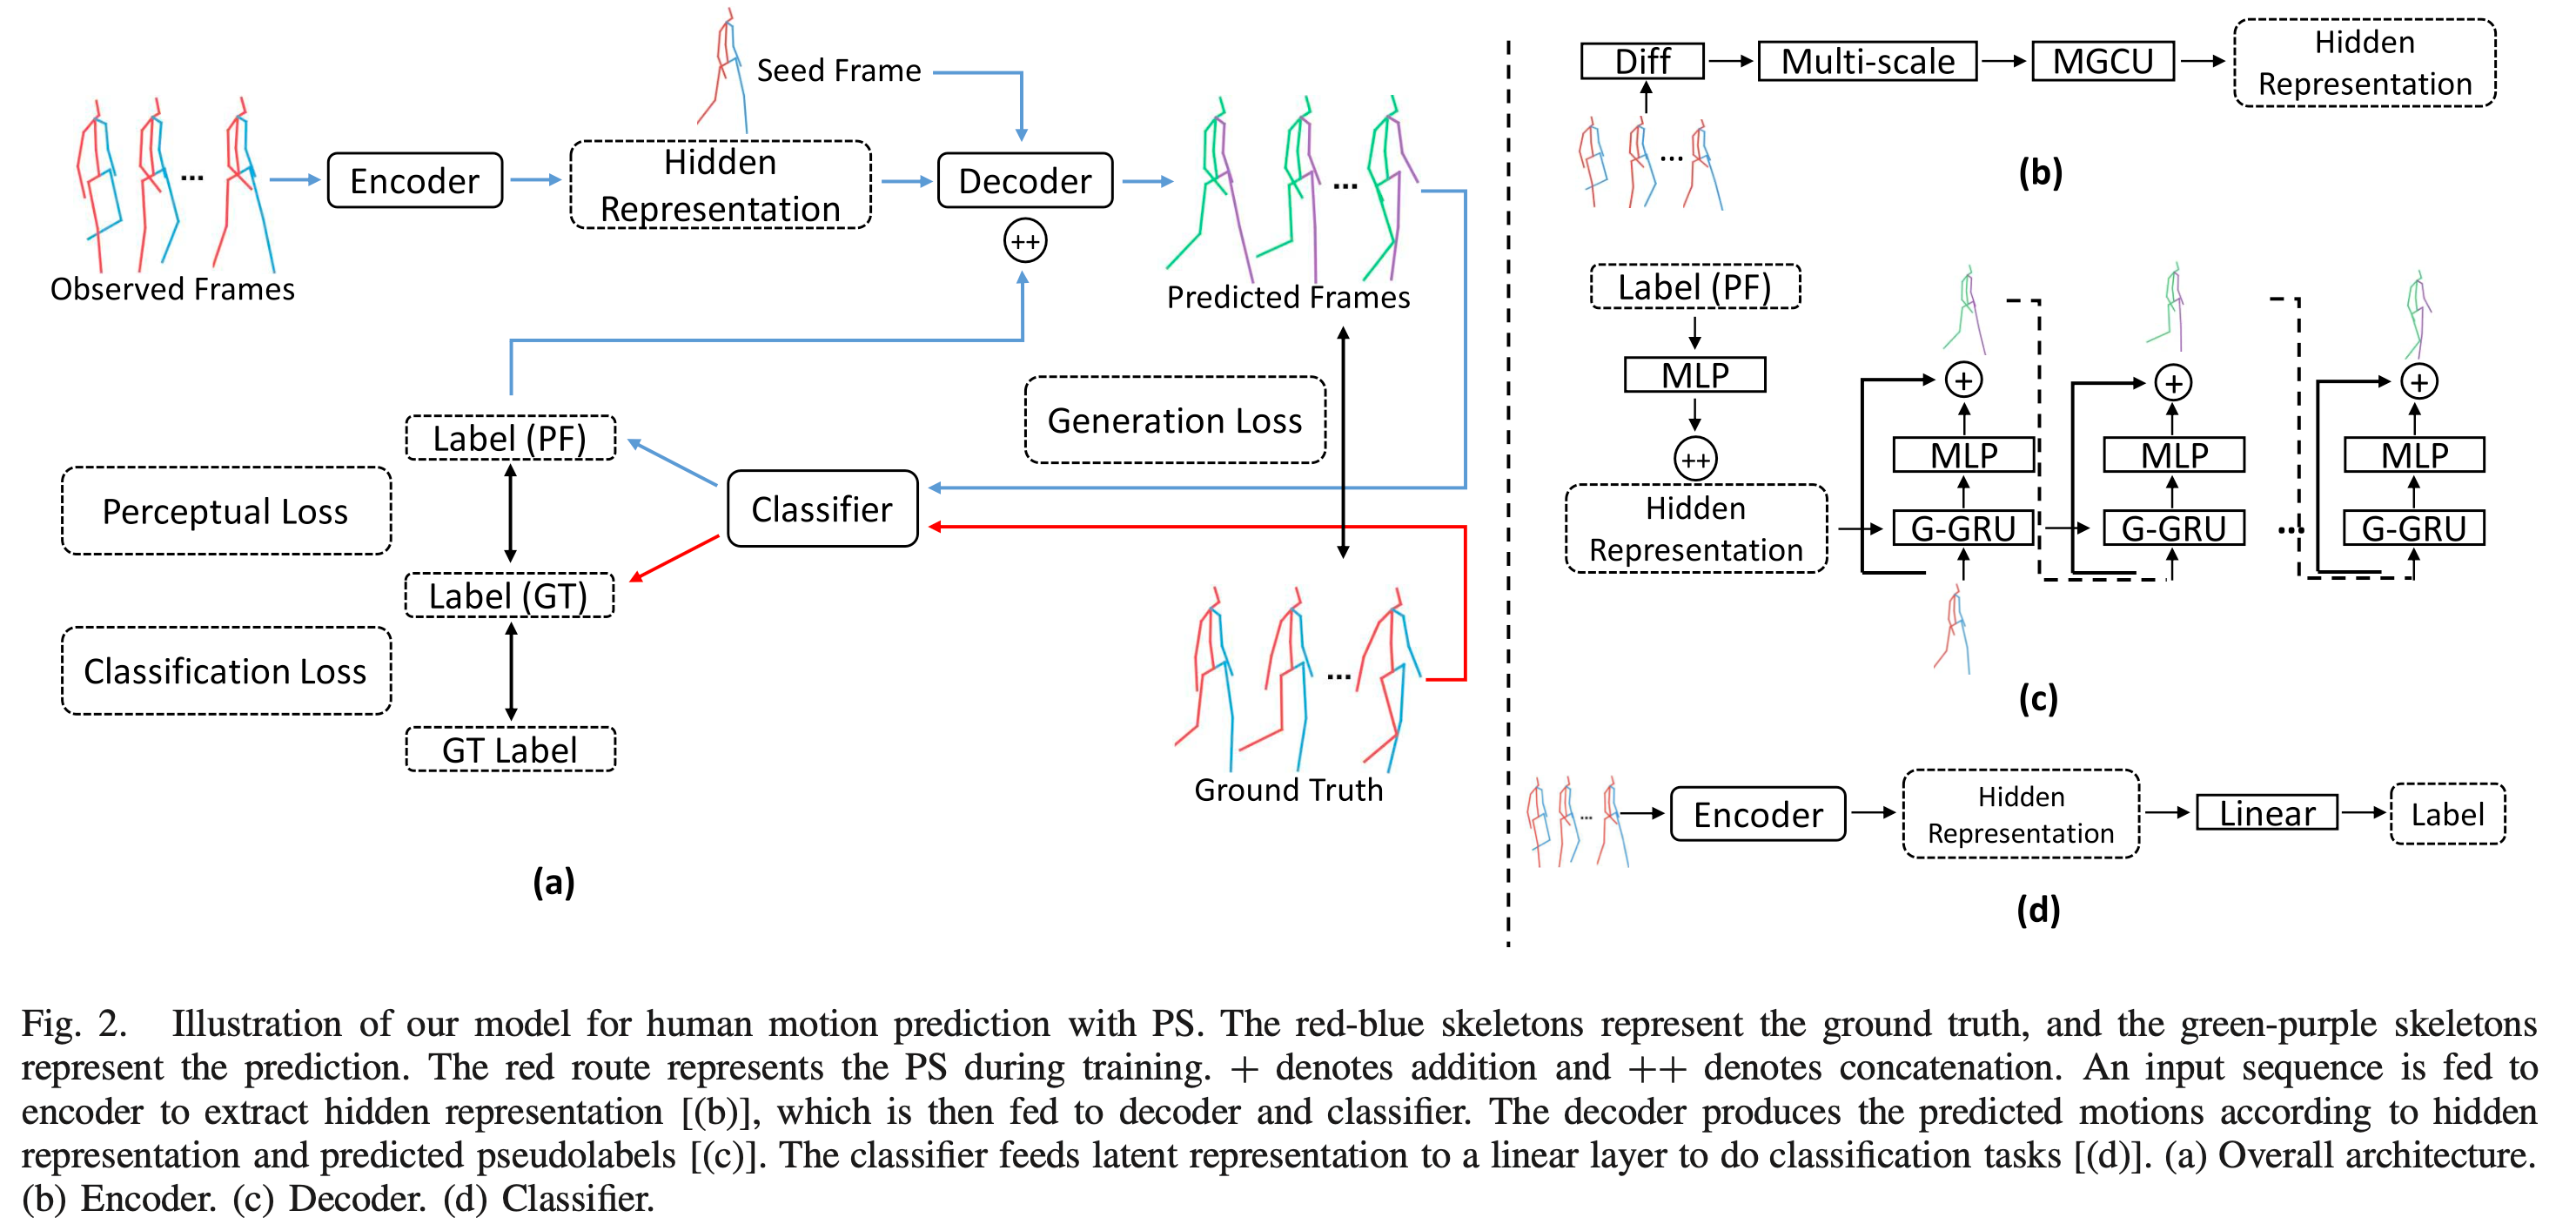 Seed Frame
Observed Frames
...
Encoder
Hidden
Representation
Decoder
++
...
Predicted Frames
Generation Loss
Label (PF)
Perceptual Loss
Classifier
Label (GT)
Classification Loss
GT Label
...
Ground Truth
(a)
Diff
Multi-scale
MGCU
Hidden
Representation
...
(b)
Label (PF)
MLP
++
Hidden
Representation
+
MLP
G-GRU
+
MLP
G-GRU
...
+
MLP
G-GRU
(c)
...
Encoder
Hidden
Representation
Linear
Label
(d)
Fig. 2. Illustration of our model for human motion prediction with PS. The red-blue skeletons represent the ground truth, and the green-purple skeletons
represent the prediction. The red route represents the PS during training. + denotes addition and ++ denotes concatenation. An input sequence is fed to
encoder to extract hidden representation [(b)], which is then fed to decoder and classifier. The decoder produces the predicted motions according to hidden
representation and predicted pseudolabels [(c)]. The classifier feeds latent representation to a linear layer to do classification tasks [(d)]. (a) Overall architecture.
(b) Encoder. (c) Decoder. (d) Classifier.